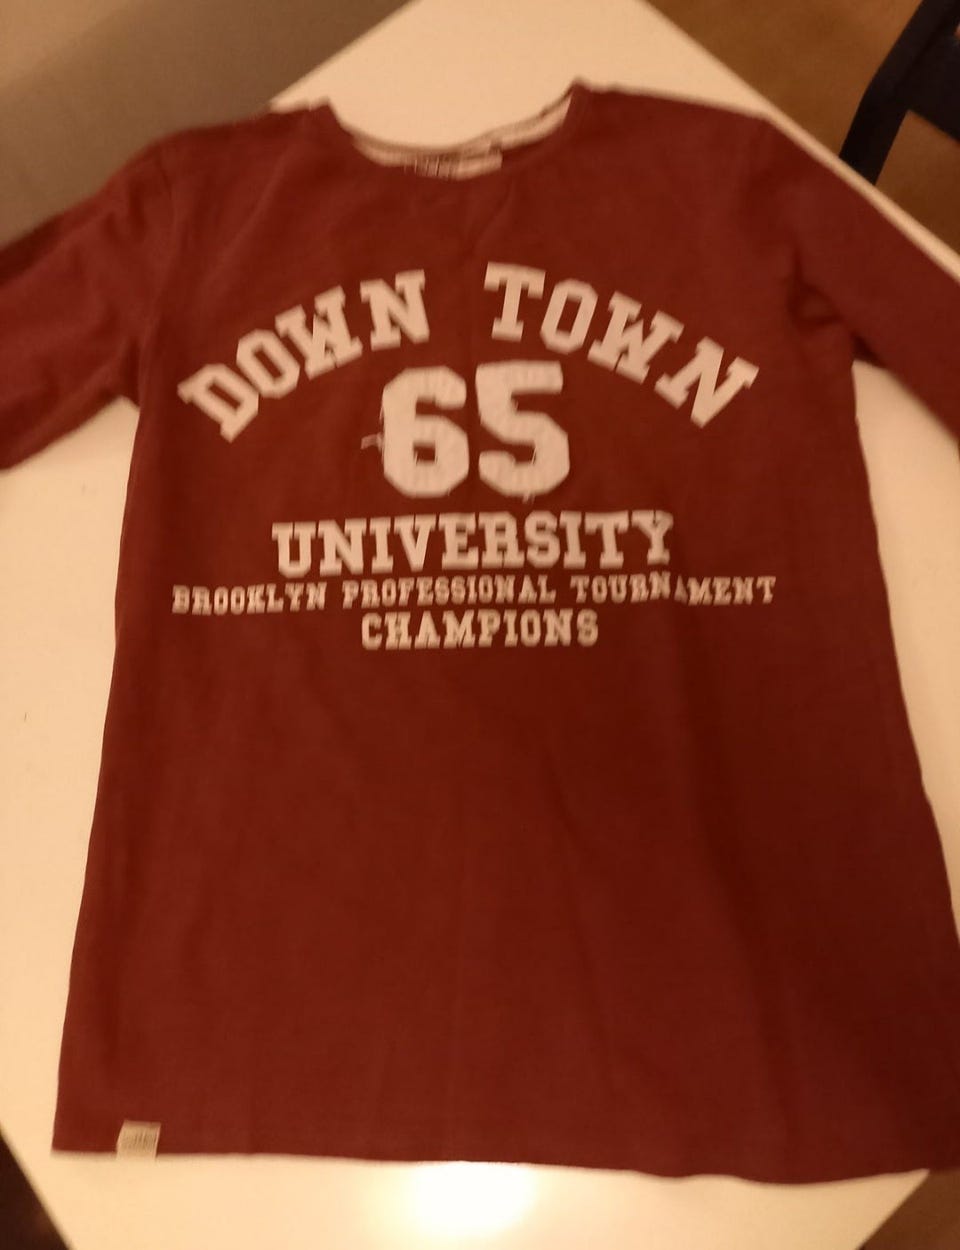 DOWN TOWN
65
UNIVERSITY
BROOKLYN PROFESSIONAL TOURNAMENT
CHAMPIONS